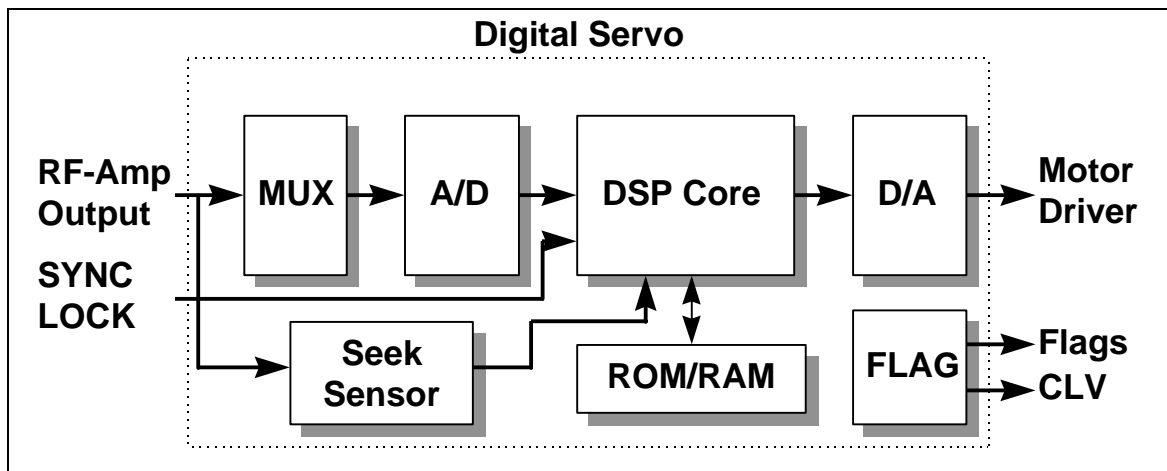 Digital Servo
RF-Amp
Output
MUX
A/D
DSP Core
D/A
Motor
Driver
SYNC
LOCK
Seek
Sensor
ROM/RAM
FLAG
Flags
CLV